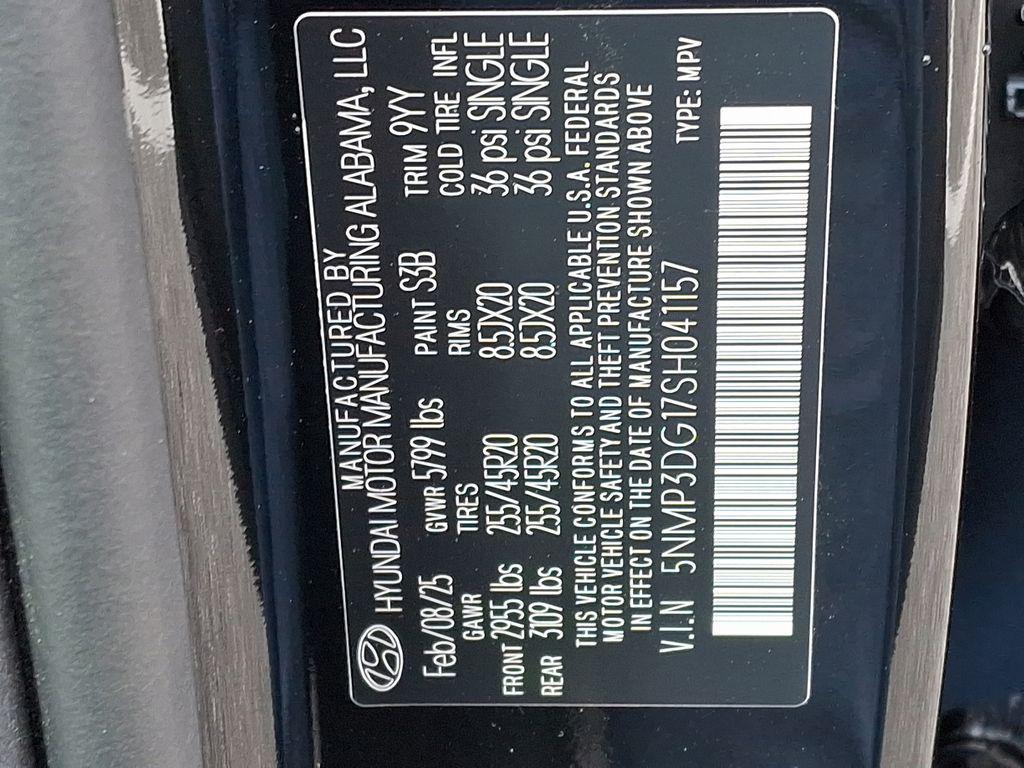 MANUFACTURED BY
HYUNDAI MOTOR MANUFACTURING ALABAMA, LLC
Feb/08/25 GVWR 5799 lbs PAINT S3B TRIM 9YY
GAWR TIRES RIMS COLD TIRE INFL
FRONT 2955 lbs 255/45R20 8.5JX20 36 psi SINGLE
REAR 3109 lbs 255/45R20 8.5JX20 36 psi SINGLE
THIS VEHICLE CONFORMS TO ALL APPLICABLE U.S.A. FEDERAL
MOTOR VEHICLE SAFETY AND THEFT PREVENTION STANDARDS
IN EFFECT ON THE DATE OF MANUFACTURE SHOWN ABOVE
V.I.N 5NMP3DG17SH041157 TYPE: MPV